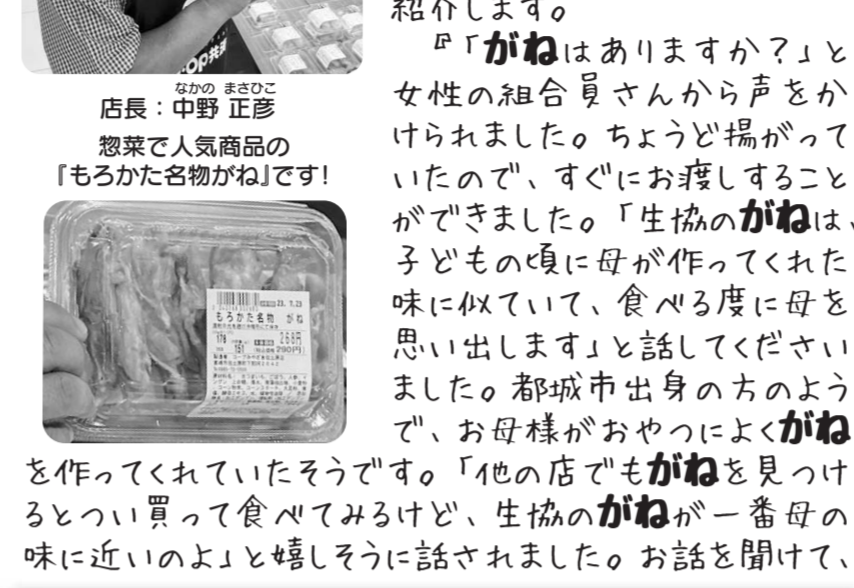 OP共済
なかの まさひこ
店長：中野 正彦
惣菜で人気商品の
『もろかた名物がね』です！
23. 7.23
もろかた名物 がね
178
268円
151
290円
紹介します。
『「がねはありますか？」と
女性の組合員さんから声をか
けられました。ちょうど揚がって
いたので、すぐにお渡しすること
ができました。「生協のがねは、
子どもの頃に母が作ってくれた
味に似ていて、食べる度に母を
思い出します」と話してください
ました。都城市出身の方のよう
で、お母様がおやつによくがね
を作ってくれていたそうです。「他の店でもがねを見つけ
るとつい買って食べてみるけど、生協のがねが一番母の
味に近いのよ」と嬉しそうに話されました。お話を聞けて、